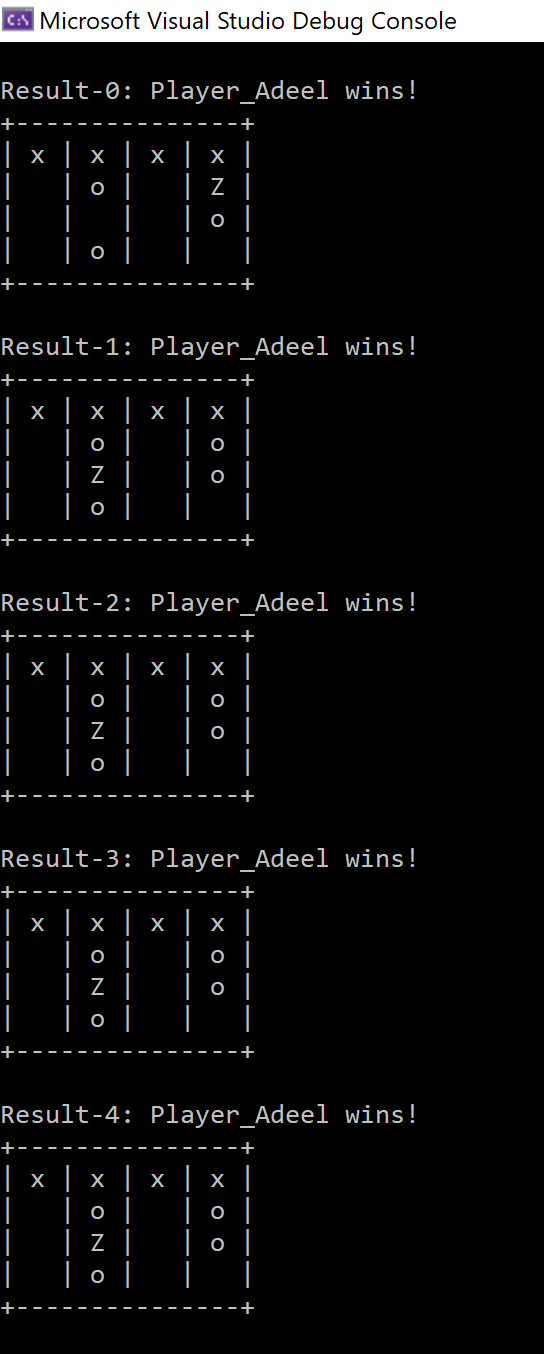 C:\ Microsoft Visual Studio Debug Console
Result-0: Player_Adeel wins!
+---------------+
| x | x | x | x |
|   | o |   | Z |
|   |   |   | o |
|   | o |   |   |
+---------------+
Result-1: Player_Adeel wins!
+---------------+
| x | x | x | x |
|   | o |   | o |
|   | Z |   | o |
|   | o |   |   |
+---------------+
Result-2: Player_Adeel wins!
+---------------+
| x | x | x | x |
|   | o |   | o |
|   | Z |   | o |
|   | o |   |   |
+---------------+
Result-3: Player_Adeel wins!
+---------------+
| x | x | x | x |
|   | o |   | o |
|   | Z |   | o |
|   | o |   |   |
+---------------+
Result-4: Player_Adeel wins!
+---------------+
| x | x | x | x |
|   | o |   | o |
|   | Z |   | o |
|   | o |   |   |
+---------------+